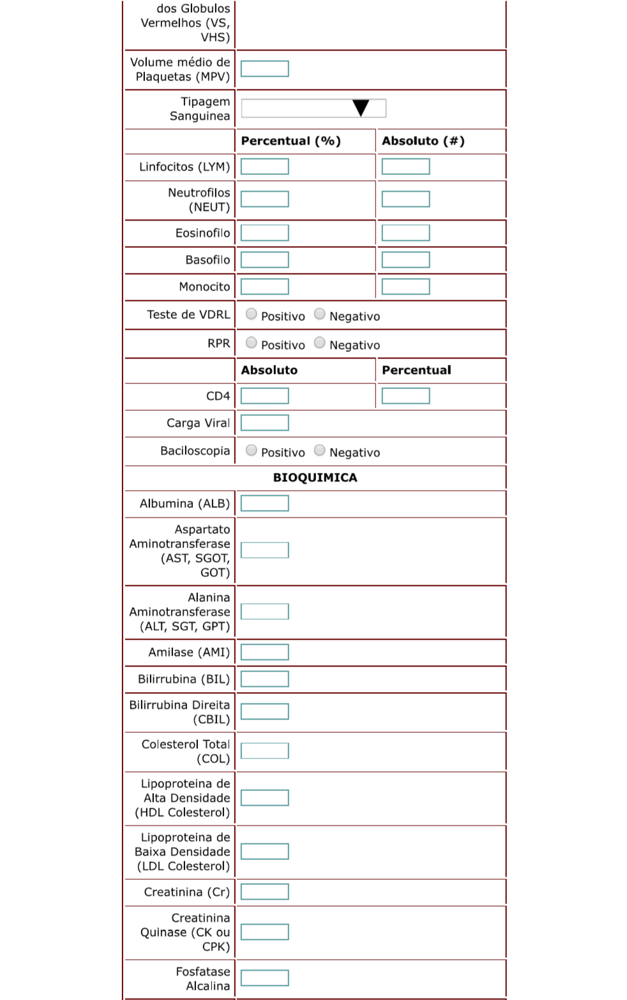 dos Globulos
Vermelhos (VS,
VHS)
Volume médio de
Plaquetas (MPV)
Tipagem
Sanguinea
Percentual (%) Absoluto (#)
Linfocitos (LYM)
Neutrofilos
(NEUT)
Eosinofilo
Basofilo
Monocito
Teste de VDRL Positivo Negativo
RPR Positivo Negativo
Absoluto Percentual
CD4
Carga Viral
Baciloscopia Positivo Negativo
BIOQUIMICA
Albumina (ALB)
Aspartato
Aminotransferase
(AST, SGOT,
GOT)
Alanina
Aminotransferase
(ALT, SGT, GPT)
Amilase (AMI)
Bilirrubina (BIL)
Bilirrubina Direita
(CBIL)
Colesterol Total
(COL)
Lipoproteina de
Alta Densidade
(HDL Colesterol)
Lipoproteina de
Baixa Densidade
(LDL Colesterol)
Creatinina (Cr)
Creatinina
Quinase (CK ou
CPK)
Fosfatase
Alcalina